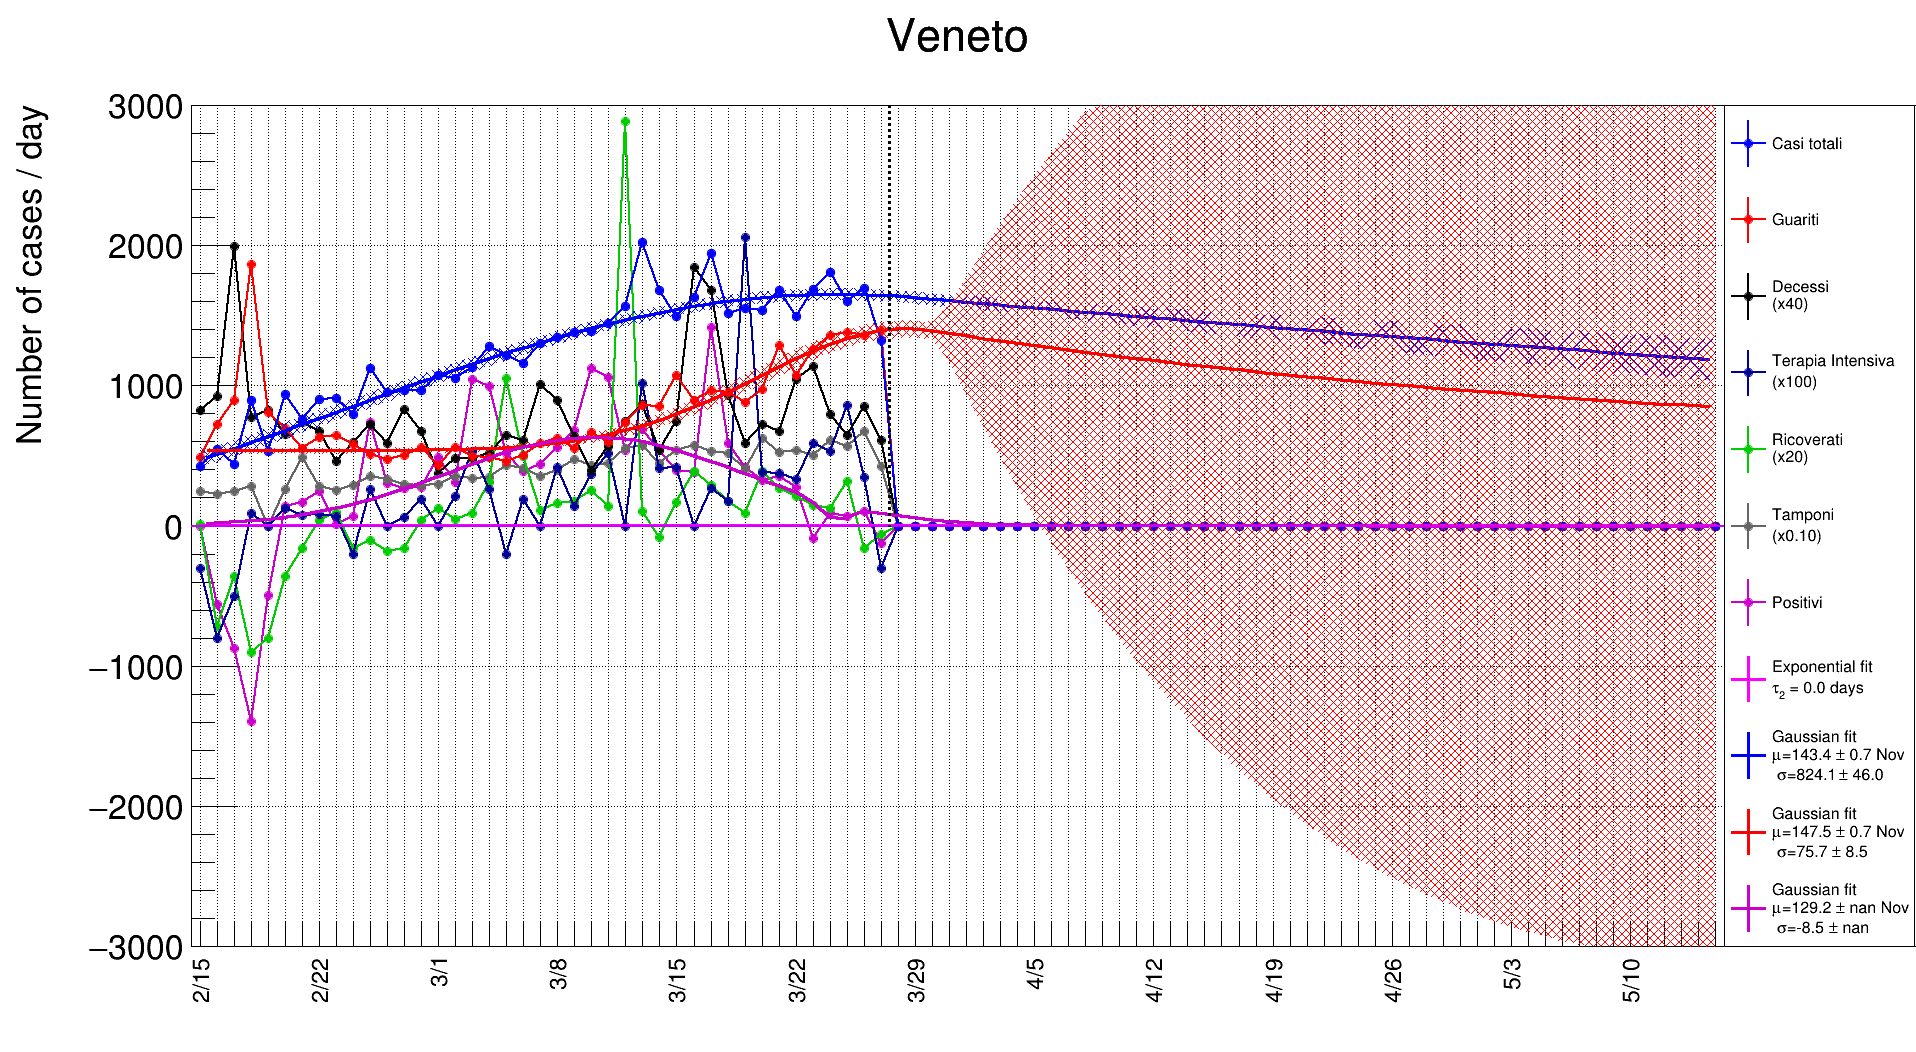 Veneto
Number of cases / day
3000
2000
1000
0
−1000
−2000
−3000
2/15
2/22
3/1
3/8
3/15
3/22
3/29
4/5
4/12
4/19
4/26
5/3
5/10
Casi totali
Guariti
Decessi
(x40)
Terapia Intensiva
(x100)
Ricoverati
(x20)
Tamponi
(x0.10)
Positivi
Exponential fit
τ2 = 0.0 days
Gaussian fit
μ=143.4 ± 0.7 Nov
σ=824.1 ± 46.0
Gaussian fit
μ=147.5 ± 0.7 Nov
σ=75.7 ± 8.5
Gaussian fit
μ=129.2 ± nan Nov
σ=-8.5 ± nan